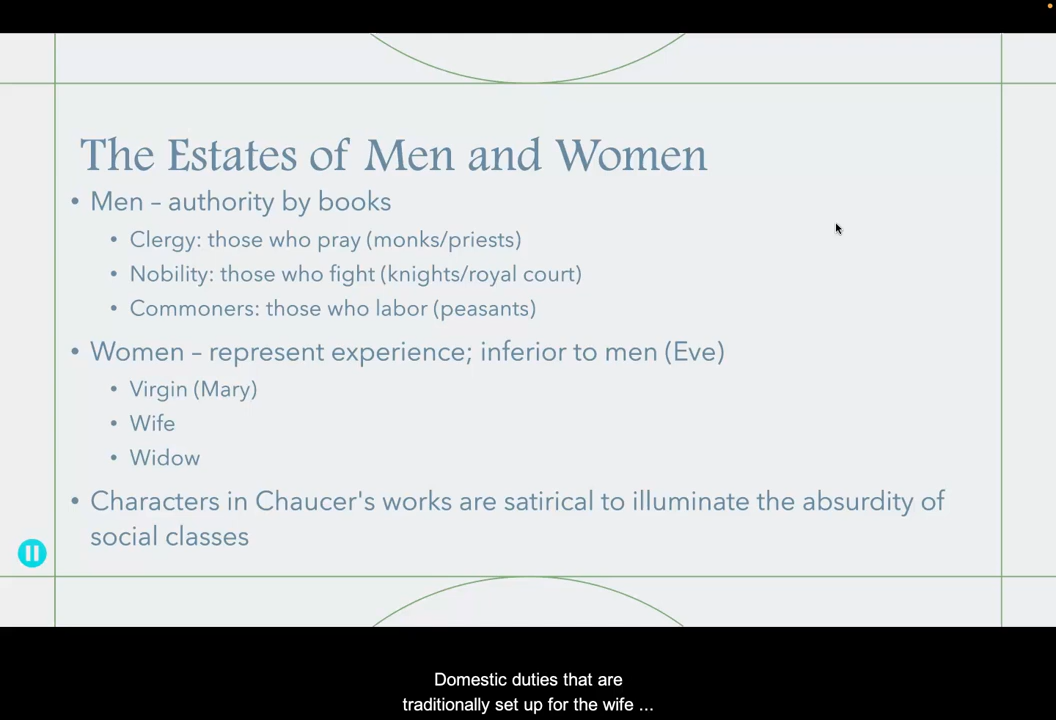 The Estates of Men and Women
• Men – authority by books
• Clergy: those who pray (monks/priests)
• Nobility: those who fight (knights/royal court)
• Commoners: those who labor (peasants)
• Women – represent experience; inferior to men (Eve)
• Virgin (Mary)
• Wife
• Widow
• Characters in Chaucer's works are satirical to illuminate the absurdity of
social classes
Domestic duties that are
traditionally set up for the wife ...